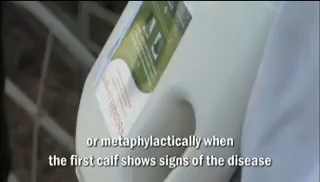 or metaphylactically when
the first calf shows signs of the disease